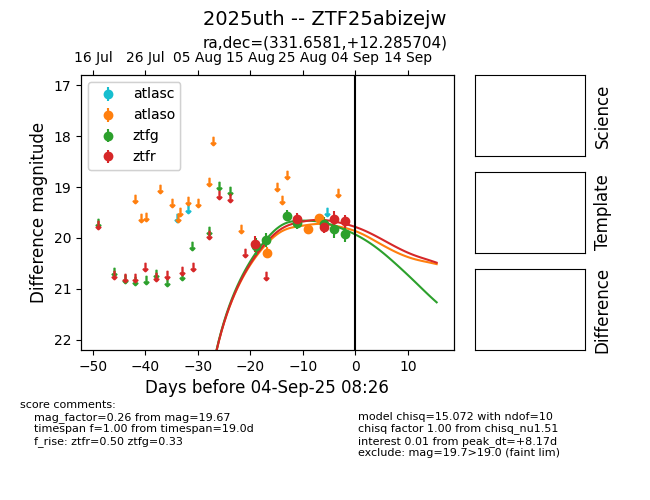 2025uth -- ZTF25abizejw
ra,dec=(331.6581,+12.285704)
16 Jul 26 Jul 05 Aug 15 Aug 25 Aug 04 Sep 14 Sep
17
18
19
20
21
22
Difference magnitude
atlasc
atlaso
ztfg
ztfr
−50 −40 −30 −20 −10 0 10
Days before 04-Sep-25 08:26
Science
Template
Difference
score comments:
mag_factor=0.26 from mag=19.67
timespan f=1.00 from timespan=19.0d
f_rise: ztfr=0.50 ztfg=0.33
model chisq=15.072 with ndof=10
chisq factor 1.00 from chisq_nu1.51
interest 0.01 from peak_dt=+8.17d
exclude: mag=19.7>19.0 (faint lim)